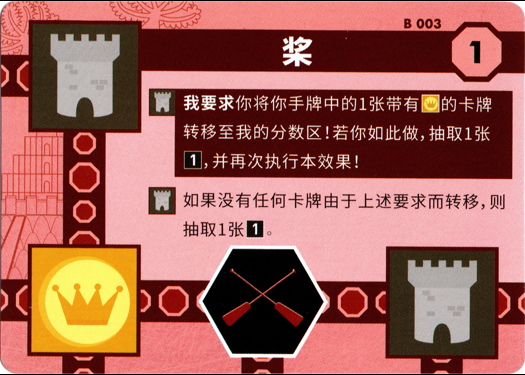 B 003
桨
1
我要求你将你手牌中的1张带有的卡牌
转移至我的分数区！若你如此做，抽取1张
1，并再次执行本效果！
如果没有任何卡牌由于上述要求而转移，则
抽取1张1。